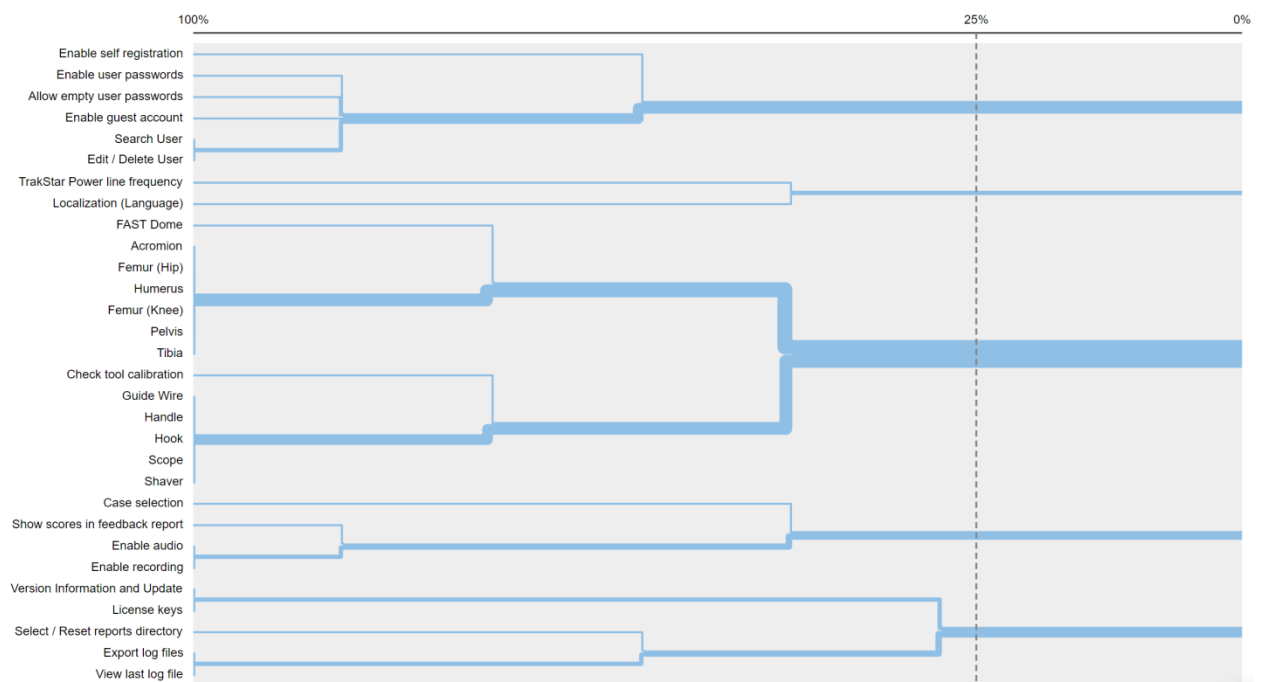 100% 25% 0%
Enable self registration
Enable user passwords
Allow empty user passwords
Enable guest account
Search User
Edit / Delete User
TrakStar Power line frequency
Localization (Language)
FAST Dome
Acromion
Femur (Hip)
Humerus
Femur (Knee)
Pelvis
Tibia
Check tool calibration
Guide Wire
Handle
Hook
Scope
Shaver
Case selection
Show scores in feedback report
Enable audio
Enable recording
Version Information and Update
License keys
Select / Reset reports directory
Export log files
View last log file